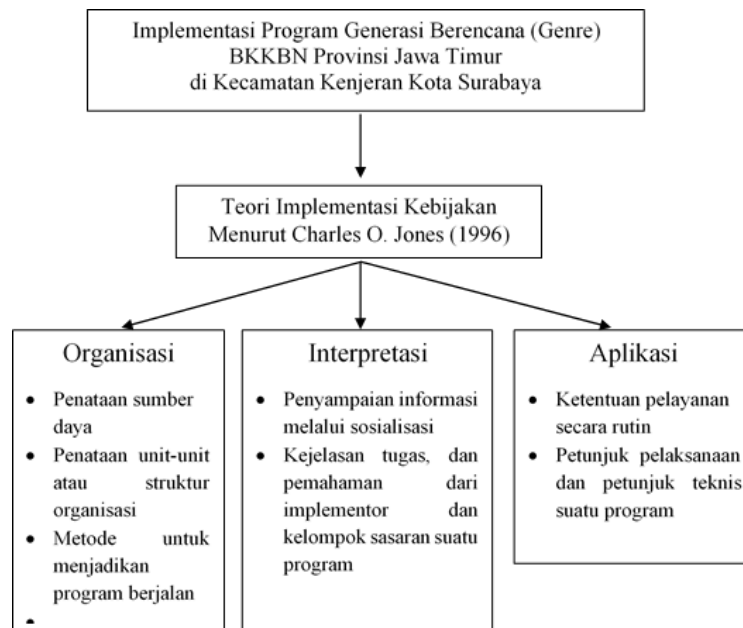 Implementasi Program Generasi Berencana (Genre)
BKKBN Provinsi Jawa Timur
di Kecamatan Kenjeran Kota Surabaya
Teori Implementasi Kebijakan
Menurut Charles O. Jones (1996)
Organisasi
• Penataan sumber
daya
• Penataan unit-unit
atau struktur
organisasi
• Metode untuk
menjadikan
program berjalan
•
Interpretasi
• Penyampaian informasi
melalui sosialisasi
• Kejelasan tugas, dan
pemahaman dari
implementor dan
kelompok sasaran suatu
program
Aplikasi
• Ketentuan pelayanan
secara rutin
• Petunjuk pelaksanaan
dan petunjuk teknis
suatu program